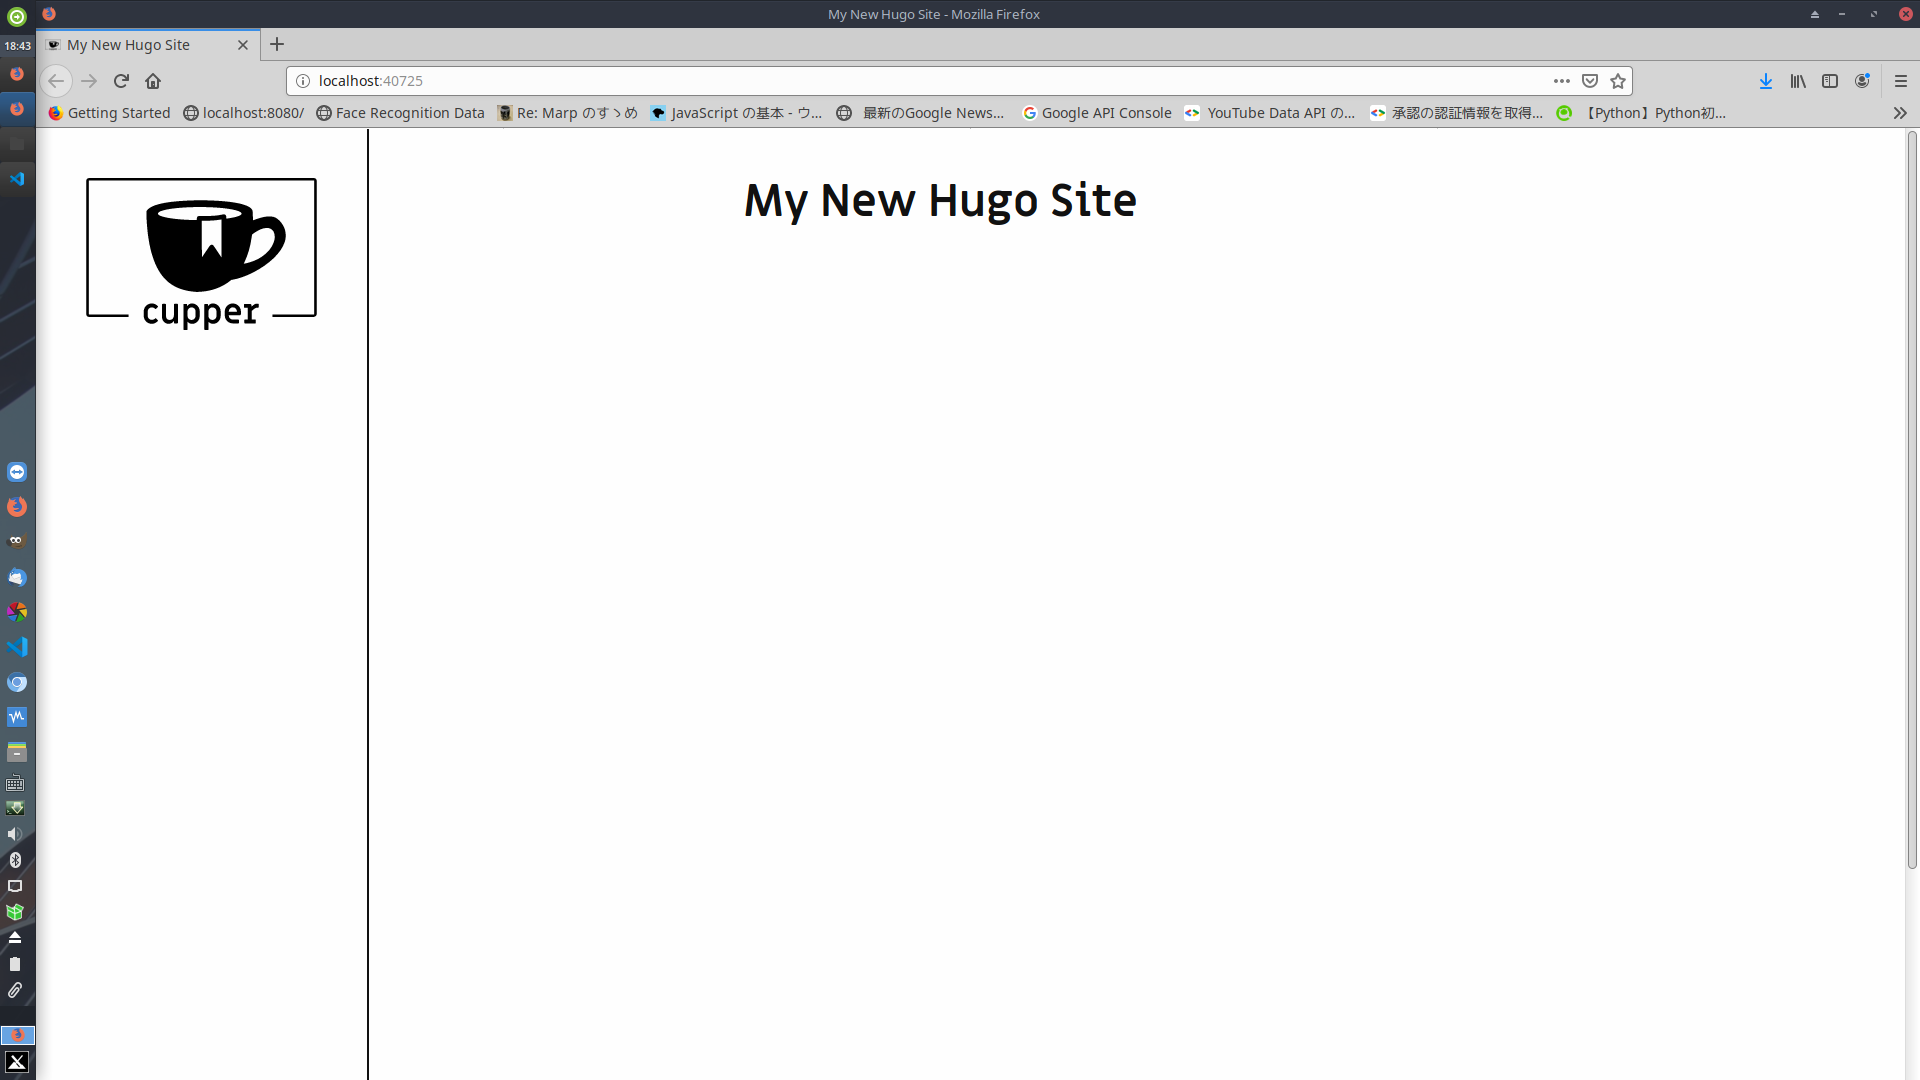 My New Hugo Site - Mozilla Firefox
18:43
My New Hugo Site
localhost:40725
Getting Started localhost:8080/ Face Recognition Data Re: Marp のすゝめ JavaScript の基本 - ウ... 最新のGoogle News... Google API Console YouTube Data API の... 承認の認証情報を取得... 【Python】Python初...
cupper
My New Hugo Site